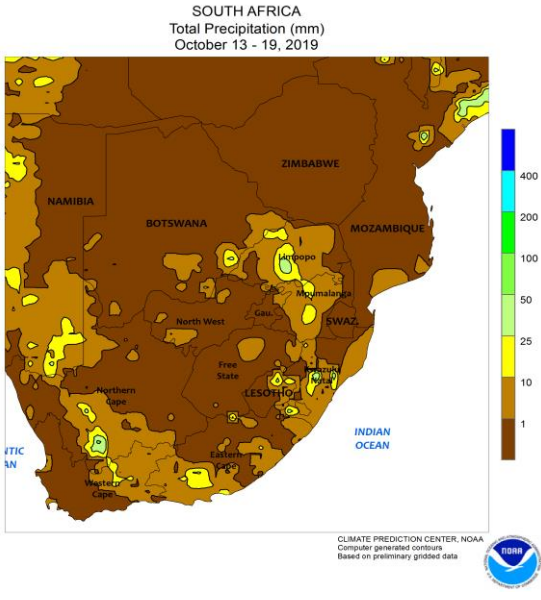 SOUTH AFRICA
Total Precipitation (mm)
October 13 - 19, 2019
ZIMBABWE
NAMIBIA
BOTSWANA
MOZAMBIQUE
Limpopo
Mpumalanga
Gau.
North West
SWAZ.
Free
State
Kwazulu
Natal
Northern
Cape
LESOTHO
INDIAN
OCEAN
NTIC
AN
Eastern
Cape
Western
Cape
400
200
100
50
25
10
1
CLIMATE PREDICTION CENTER, NOAA
Computer generated contours
Based on preliminary gridded data
NOAA